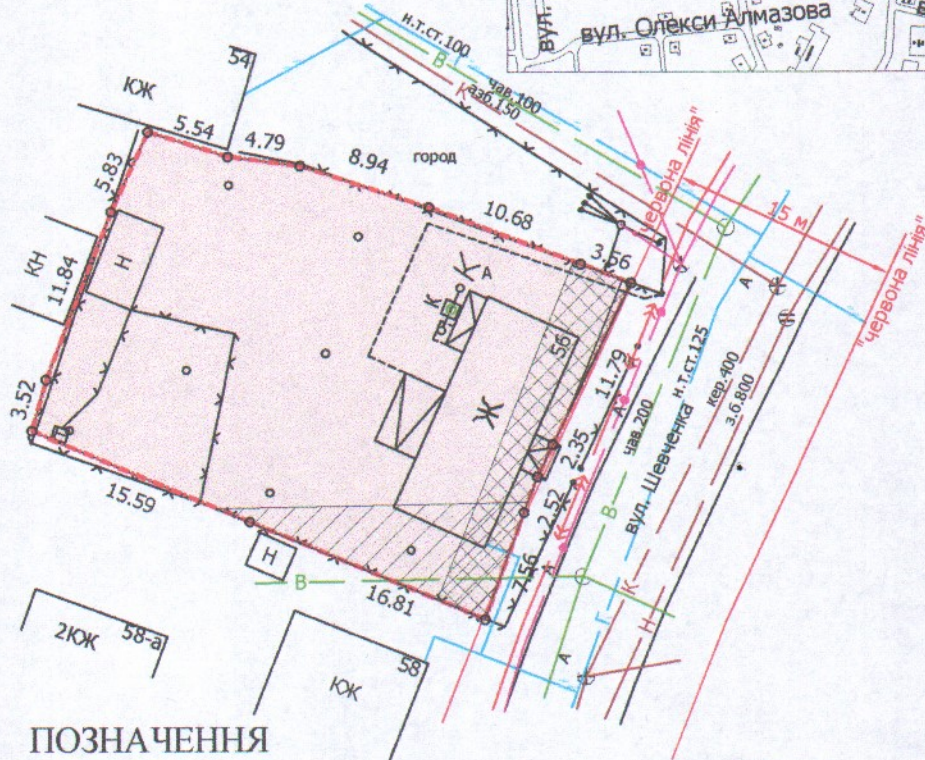 вул.
вул. Олекси Алмазова
н.т.ст.100
В
чав.100
К
азб.150
54
КЖ
5.54
4.79
8.94
город
10.68
3.56
"червона лінія"
15 м
"червона лінія"
5.83
КН
11.84
Н
К
А
К
Ж
56
11.79
А
А
чав.200
н.т.ст.125
вул. Шевченка
кер.400
з.б.800
3.52
2.35
2.52
7.56
15.59
Н
В
16.81
В
Г
К
Н
А
А
2КЖ
58-а
КЖ
58
ПОЗНАЧЕННЯ